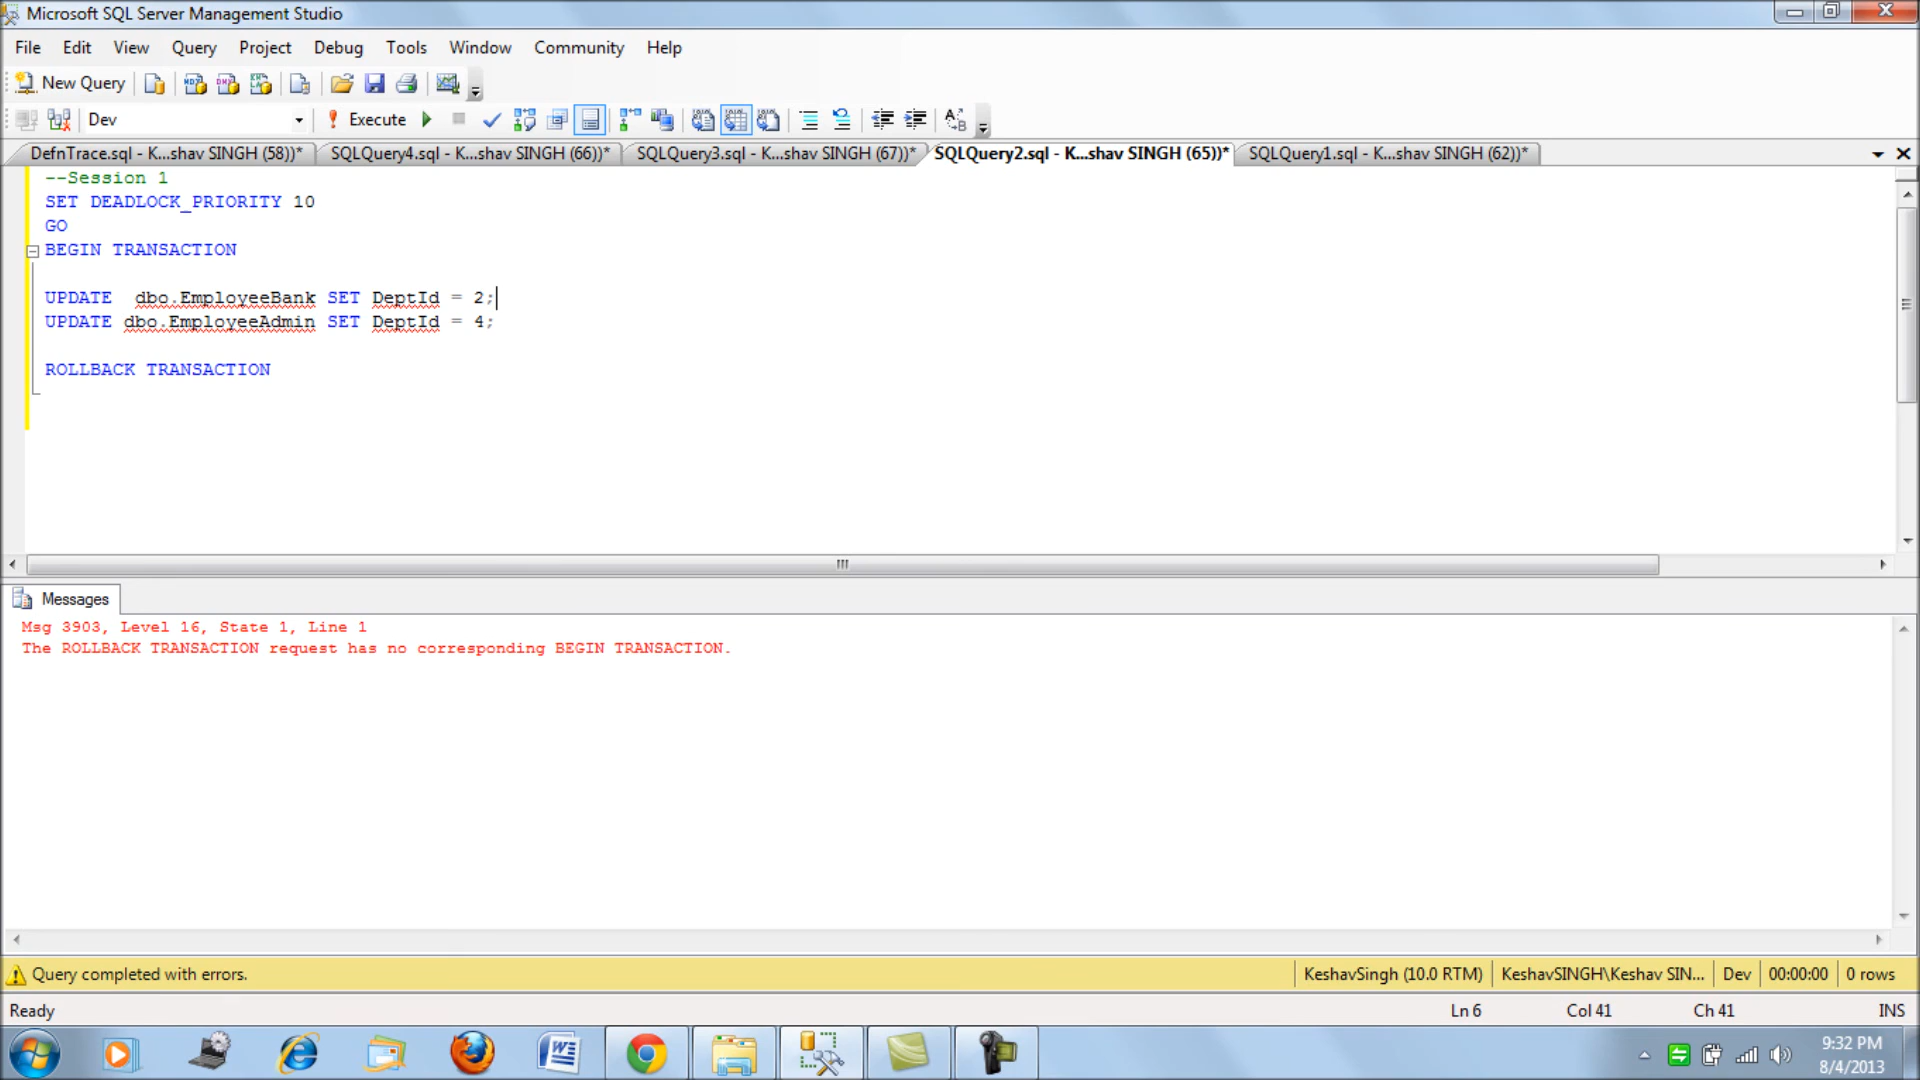 Microsoft SQL Server Management Studio
File Edit View Query Project Debug Tools Window Community Help
New Query
Dev Execute
DefnTrace.sql - K...shav SINGH (58))* SQLQuery4.sql - K...shav SINGH (66))* SQLQuery3.sql - K...shav SINGH (67))* SQLQuery2.sql - K...shav SINGH (65))* SQLQuery1.sql - K...shav SINGH (62))*
--Session 1
SET DEADLOCK_PRIORITY 10
GO
BEGIN TRANSACTION
UPDATE  dbo.EmployeeBank SET DeptId = 2;
UPDATE dbo.EmployeeAdmin SET DeptId = 4;
ROLLBACK TRANSACTION
Messages
Msg 3903, Level 16, State 1, Line 1
The ROLLBACK TRANSACTION request has no corresponding BEGIN TRANSACTION.
Query completed with errors. KeshavSingh (10.0 RTM) KeshavSINGH\Keshav SIN... Dev 00:00:00 0 rows
Ready Ln 6 Col 41 Ch 41 INS
9:32 PM
8/4/2013